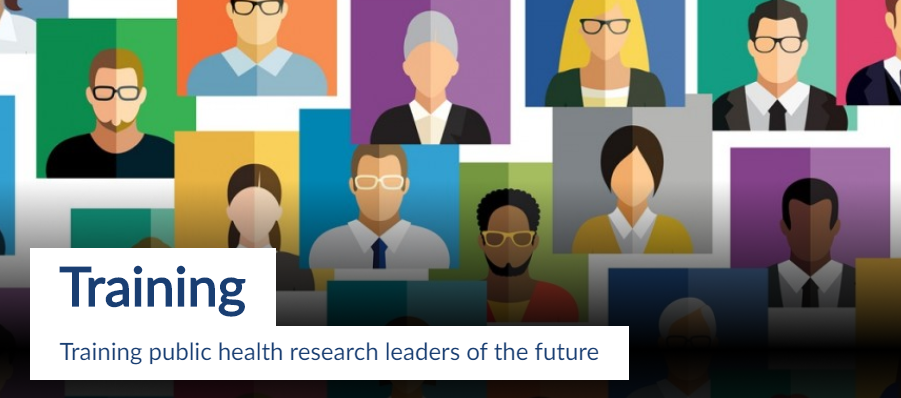 Training
Training public health research leaders of the future